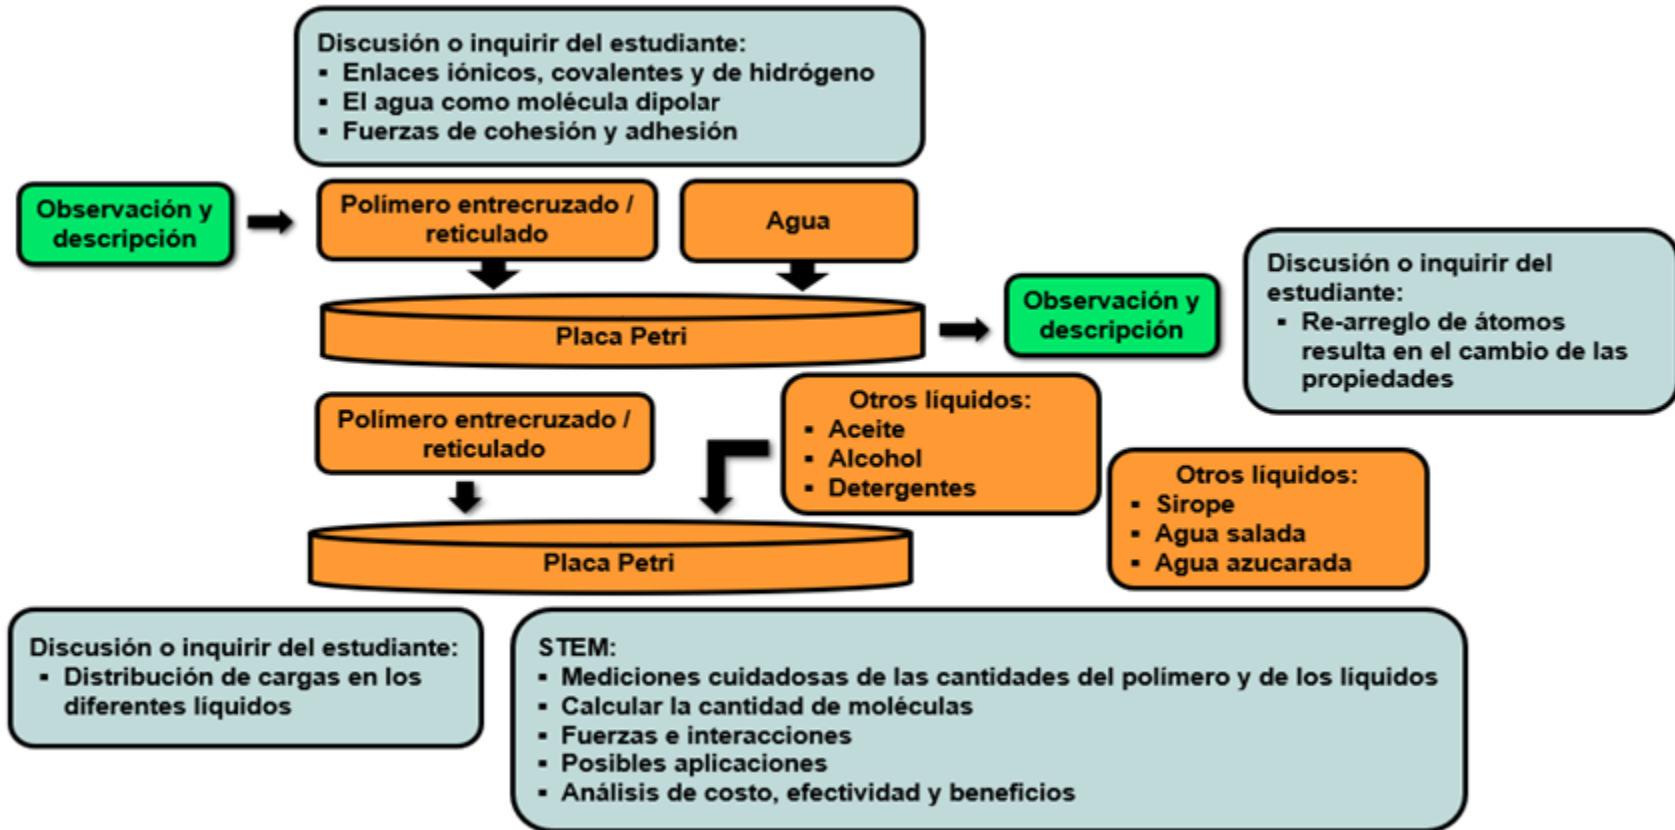 Discusión o inquirir del estudiante:
▪ Enlaces iónicos, covalentes y de hidrógeno
▪ El agua como molécula dipolar
▪ Fuerzas de cohesión y adhesión
Observación y
descripción
Polímero entrecruzado /
reticulado
Agua
Placa Petri
Observación y
descripción
Discusión o inquirir del
estudiante:
▪ Re-arreglo de átomos
resulta en el cambio de las
propiedades
Polímero entrecruzado /
reticulado
Otros líquidos:
▪ Aceite
▪ Alcohol
▪ Detergentes
Otros líquidos:
▪ Sirope
▪ Agua salada
▪ Agua azucarada
Placa Petri
Discusión o inquirir del estudiante:
▪ Distribución de cargas en los
diferentes líquidos
STEM:
▪ Mediciones cuidadosas de las cantidades del polímero y de los líquidos
▪ Calcular la cantidad de moléculas
▪ Fuerzas e interacciones
▪ Posibles aplicaciones
▪ Análisis de costo, efectividad y beneficios